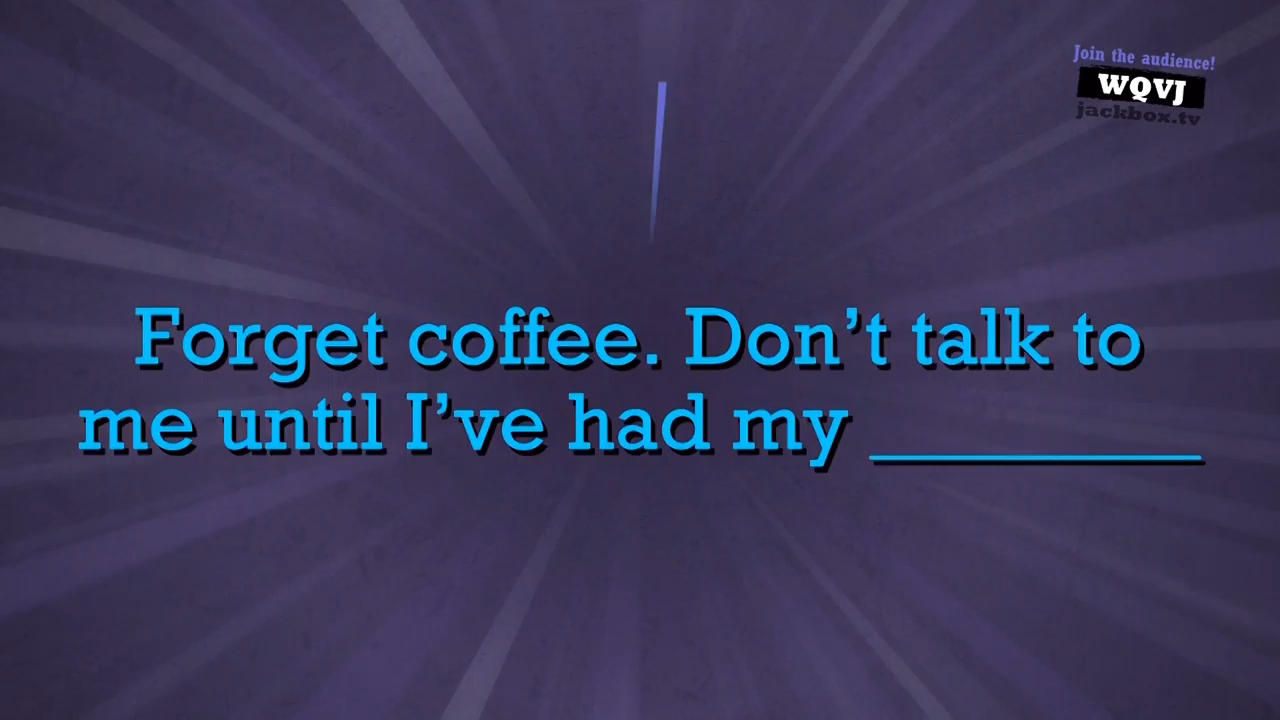 Join the audience!
WQVJ
jackbox.tv
Forget coffee. Don’t talk to
me until I’ve had my ________